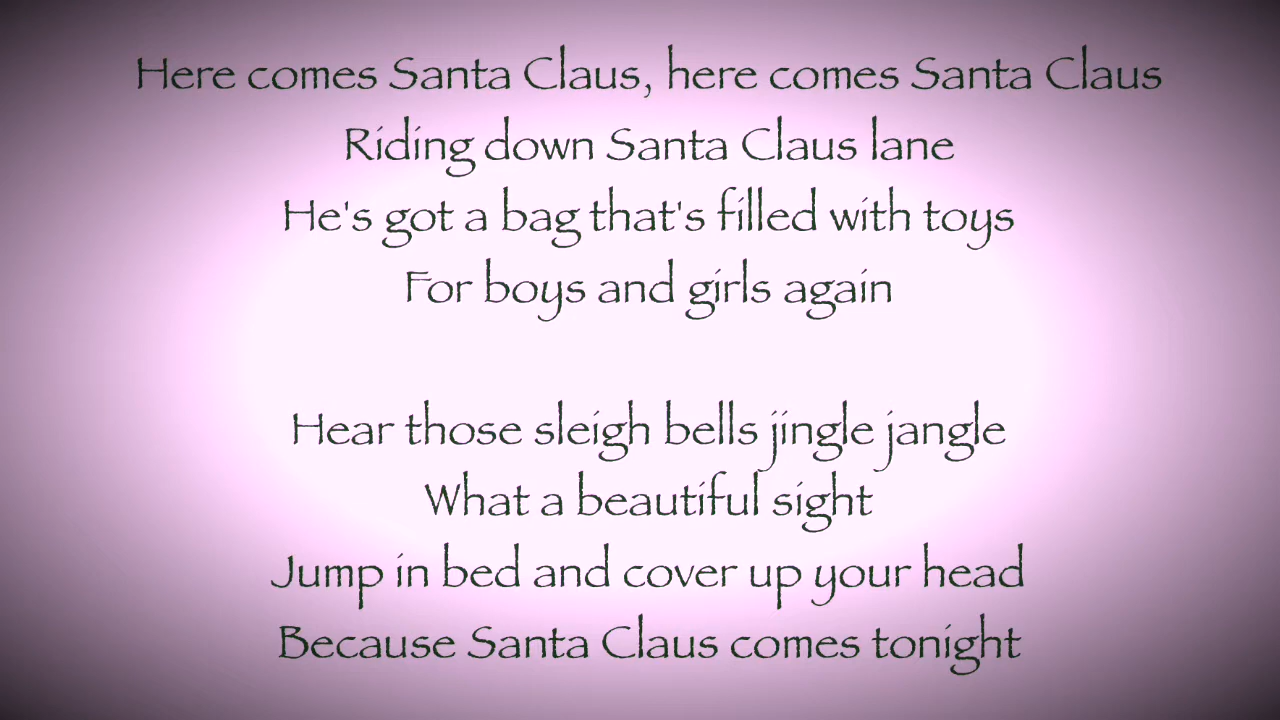 Here comes Santa Claus, here comes Santa Claus
Riding down Santa Claus lane
He's got a bag that's filled with toys
For boys and girls again
Hear those sleigh bells jingle jangle
What a beautiful sight
Jump in bed and cover up your head
Because Santa Claus comes tonight